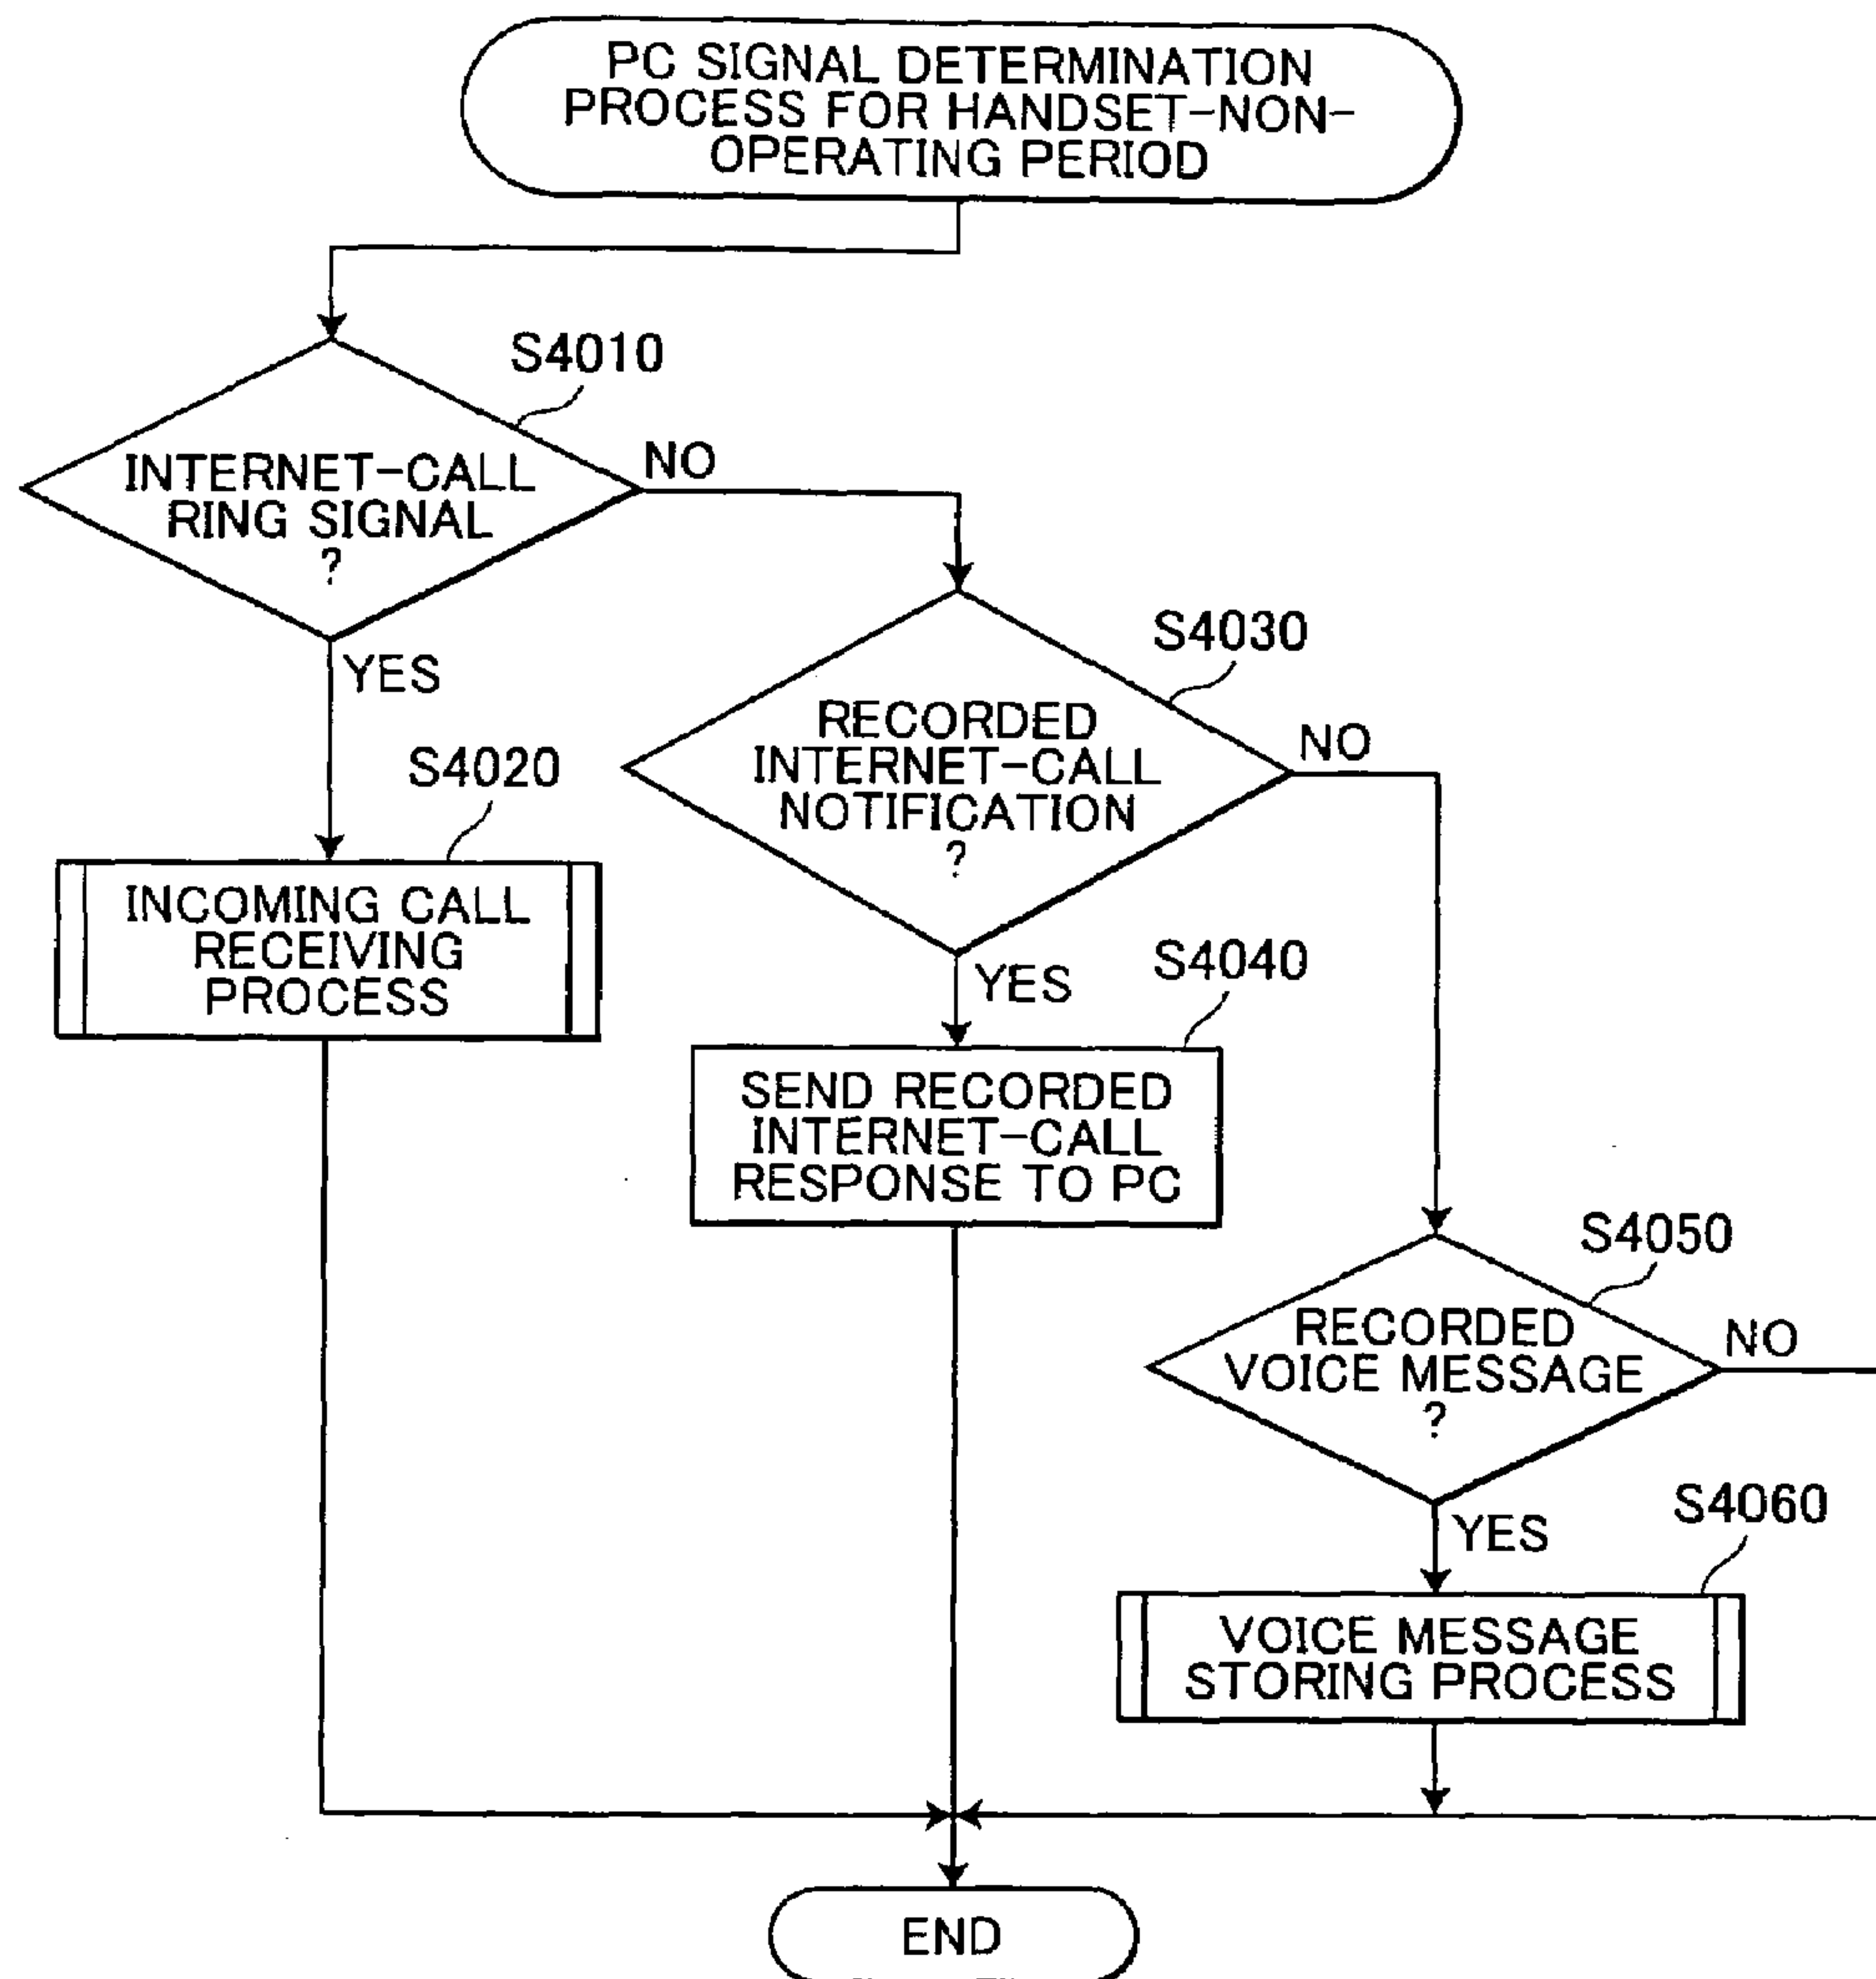 PC SIGNAL DETERMINATION
PROCESS FOR HANDSET-NON-
OPERATING PERIOD
S4010
INTERNET-CALL
RING SIGNAL
?
NO
YES
S4030
RECORDED
INTERNET-CALL
NOTIFICATION
?
NO
YES
S4020
INCOMING CALL
RECEIVING
PROCESS
S4040
SEND RECORDED
INTERNET-CALL
RESPONSE TO PC
S4050
RECORDED
VOICE MESSAGE
?
NO
YES
S4060
VOICE MESSAGE
STORING PROCESS
END